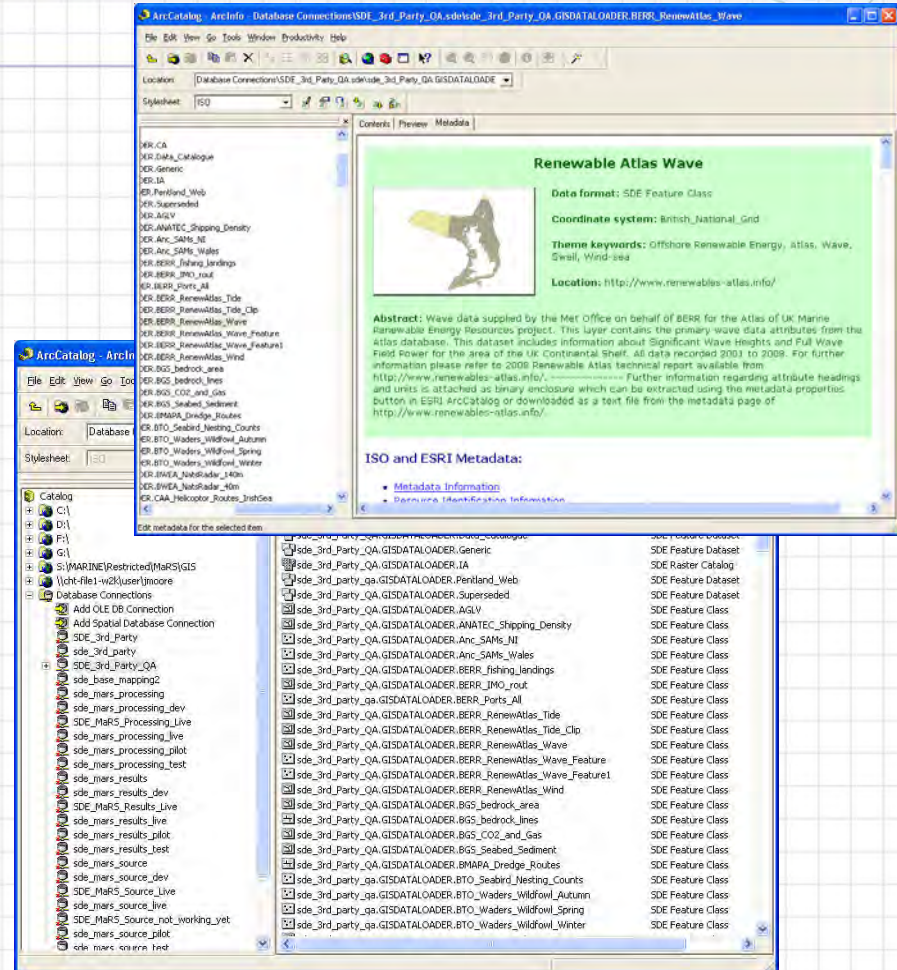 ArcCatalog - ArcInfo - Database Connections\SDE_3rd_Party_QA.sde\sde_3rd_Party_QA.GISDATALOADER.BERR_RenewAtlas_Wave
File Edit View Go Tools Window Productivity Help
Location: Database Connections\SDE_3rd_Party_QA.sde\sde_3rd_Party_QA.GISDATALOADE
Stylesheet: ISO
Contents Preview Metadata
DER.CA
DER.Data_Catalogue
DER.Generic
DER.IA
ER.Pentland_Web
ER.Superseded
DER.AGLV
DER.ANATEC_Shipping_Density
DER.Anc_SAMs_NI
DER.Anc_SAMs_Wales
DER.BERR_fishing_landings
DER.BERR_IMO_rout
ER.BERR_Ports_All
DER.BERR_RenewAtlas_Tide
DER.BERR_RenewAtlas_Tide_Clip
DER.BERR_RenewAtlas_Wave
DER.BERR_RenewAtlas_Wave_Feature
DER.BERR_RenewAtlas_Wave_Feature1
DER.BERR_RenewAtlas_Wind
DER.BGS_bedrock_area
DER.BGS_bedrock_lines
DER.BGS_CO2_and_Gas
DER.BGS_Seabed_Sediment
DER.BMAPA_Dredge_Routes
ER.BTO_Seabird_Nesting_Counts
ER.BTO_Waders_Wildfowl_Autumn
ER.BTO_Waders_Wildfowl_Spring
ER.BTO_Waders_Wildfowl_Winter
DER.BWEA_NatsRadar_140m
DER.BWEA_NatsRadar_40m
ER.CAA_Helicopter_Routes_IrishSea
Renewable Atlas Wave
Data format: SDE Feature Class
Coordinate system: British_National_Grid
Theme keywords: Offshore Renewable Energy, Atlas, Wave,
Swell, Wind-sea
Location: http://www.renewables-atlas.info/
Abstract: Wave data supplied by the Met Office on behalf of BERR for the Atlas of UK Marine
Renewable Energy Resources project. This layer contains the primary wave data attributes from the
Atlas database. This dataset includes information about Significant Wave Heights and Full Wave
Field Power for the area of the UK Continental Shelf. All data recorded 2001 to 2008. For further
information please refer to 2008 Renewable Atlas technical report available from
http://www.renewables-atlas.info/. --------------- Further information regarding attribute headings
and units is attached as binary enclosure which can be extracted using the metadata properties
button in ESRI ArcCatalog or downloaded as a text file from the metadata page of
http://www.renewables-atlas.info/.
ISO and ESRI Metadata:
Metadata Information
Resource Identification Information
Edit metadata for the selected item
ArcCatalog - ArcIn
File Edit View Go Too
Location: Database
Stylesheet: ISO
Catalog
C:\
D:\
F:\
G:\
S:\MARINE\Restricted\MaRS\GIS
\\cht-file1-w2k\user\jmoore
Database Connections
Add OLE DB Connection
Add Spatial Database Connection
SDE_3rd_Party
sde_3rd_party
SDE_3rd_Party_QA
sde_base_mapping2
sde_mars_processing
sde_mars_processing_dev
SDE_MaRS_Processing_Live
sde_mars_processing_live
sde_mars_processing_pilot
sde_mars_processing_test
sde_mars_results
sde_mars_results_dev
SDE_MaRS_Results_Live
sde_mars_results_live
sde_mars_results_pilot
sde_mars_results_test
sde_mars_source
sde_mars_source_dev
SDE_MaRS_Source_Live
sde_mars_source_live
SDE_MaRS_Source_not_working_yet
sde_mars_source_pilot
sde_mars_source_test
sde_3rd_Party_QA.GISDATALOADER.Data_Catalogue SDE Feature Dataset
sde_3rd_Party_QA.GISDATALOADER.Generic SDE Feature Dataset
sde_3rd_Party_QA.GISDATALOADER.IA SDE Raster Catalog
sde_3rd_party_qa.GISDATALOADER.Pentland_Web SDE Feature Dataset
sde_3rd_party_qa.GISDATALOADER.Superseded SDE Feature Dataset
sde_3rd_Party_QA.GISDATALOADER.AGLV SDE Feature Class
sde_3rd_Party_QA.GISDATALOADER.ANATEC_Shipping_Density SDE Feature Class
sde_3rd_Party_QA.GISDATALOADER.Anc_SAMs_NI SDE Feature Class
sde_3rd_Party_QA.GISDATALOADER.Anc_SAMs_Wales SDE Feature Class
sde_3rd_Party_QA.GISDATALOADER.BERR_fishing_landings SDE Feature Class
sde_3rd_Party_QA.GISDATALOADER.BERR_IMO_rout SDE Feature Class
sde_3rd_party_qa.GISDATALOADER.BERR_Ports_All SDE Feature Class
sde_3rd_Party_QA.GISDATALOADER.BERR_RenewAtlas_Tide SDE Feature Class
sde_3rd_Party_QA.GISDATALOADER.BERR_RenewAtlas_Tide_Clip SDE Feature Class
sde_3rd_Party_QA.GISDATALOADER.BERR_RenewAtlas_Wave SDE Feature Class
sde_3rd_Party_QA.GISDATALOADER.BERR_RenewAtlas_Wave_Feature SDE Feature Class
sde_3rd_Party_QA.GISDATALOADER.BERR_RenewAtlas_Wave_Feature1 SDE Feature Class
sde_3rd_Party_QA.GISDATALOADER.BERR_RenewAtlas_Wind SDE Feature Class
sde_3rd_Party_QA.GISDATALOADER.BGS_bedrock_area SDE Feature Class
sde_3rd_Party_QA.GISDATALOADER.BGS_bedrock_lines SDE Feature Class
sde_3rd_Party_QA.GISDATALOADER.BGS_CO2_and_Gas SDE Feature Class
sde_3rd_Party_QA.GISDATALOADER.BGS_Seabed_Sediment SDE Feature Class
sde_3rd_Party_QA.GISDATALOADER.BMAPA_Dredge_Routes SDE Feature Class
sde_3rd_party_qa.GISDATALOADER.BTO_Seabird_Nesting_Counts SDE Feature Class
sde_3rd_party_qa.GISDATALOADER.BTO_Waders_Wildfowl_Autumn SDE Feature Class
sde_3rd_party_qa.GISDATALOADER.BTO_Waders_Wildfowl_Spring SDE Feature Class
sde_3rd_party_qa.GISDATALOADER.BTO_Waders_Wildfowl_Winter SDE Feature Class